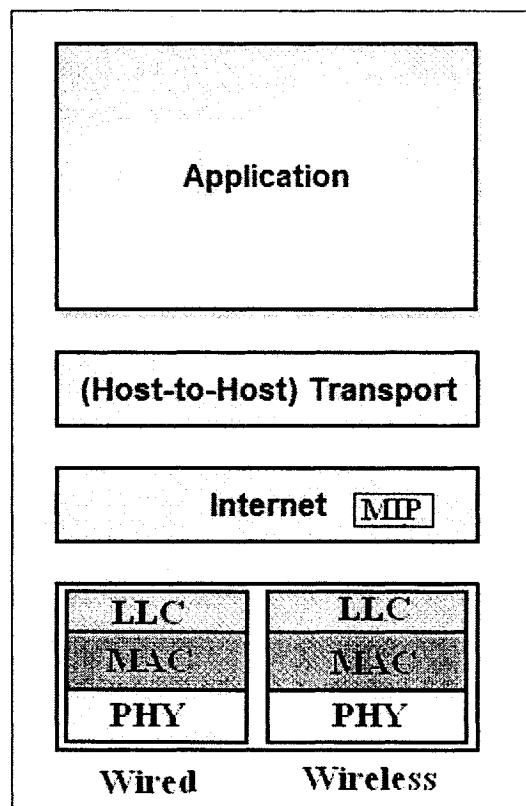 Application
(Host-to-Host) Transport
Internet MIP
LLC LLC
MAC MAC
PHY PHY
Wired Wireless